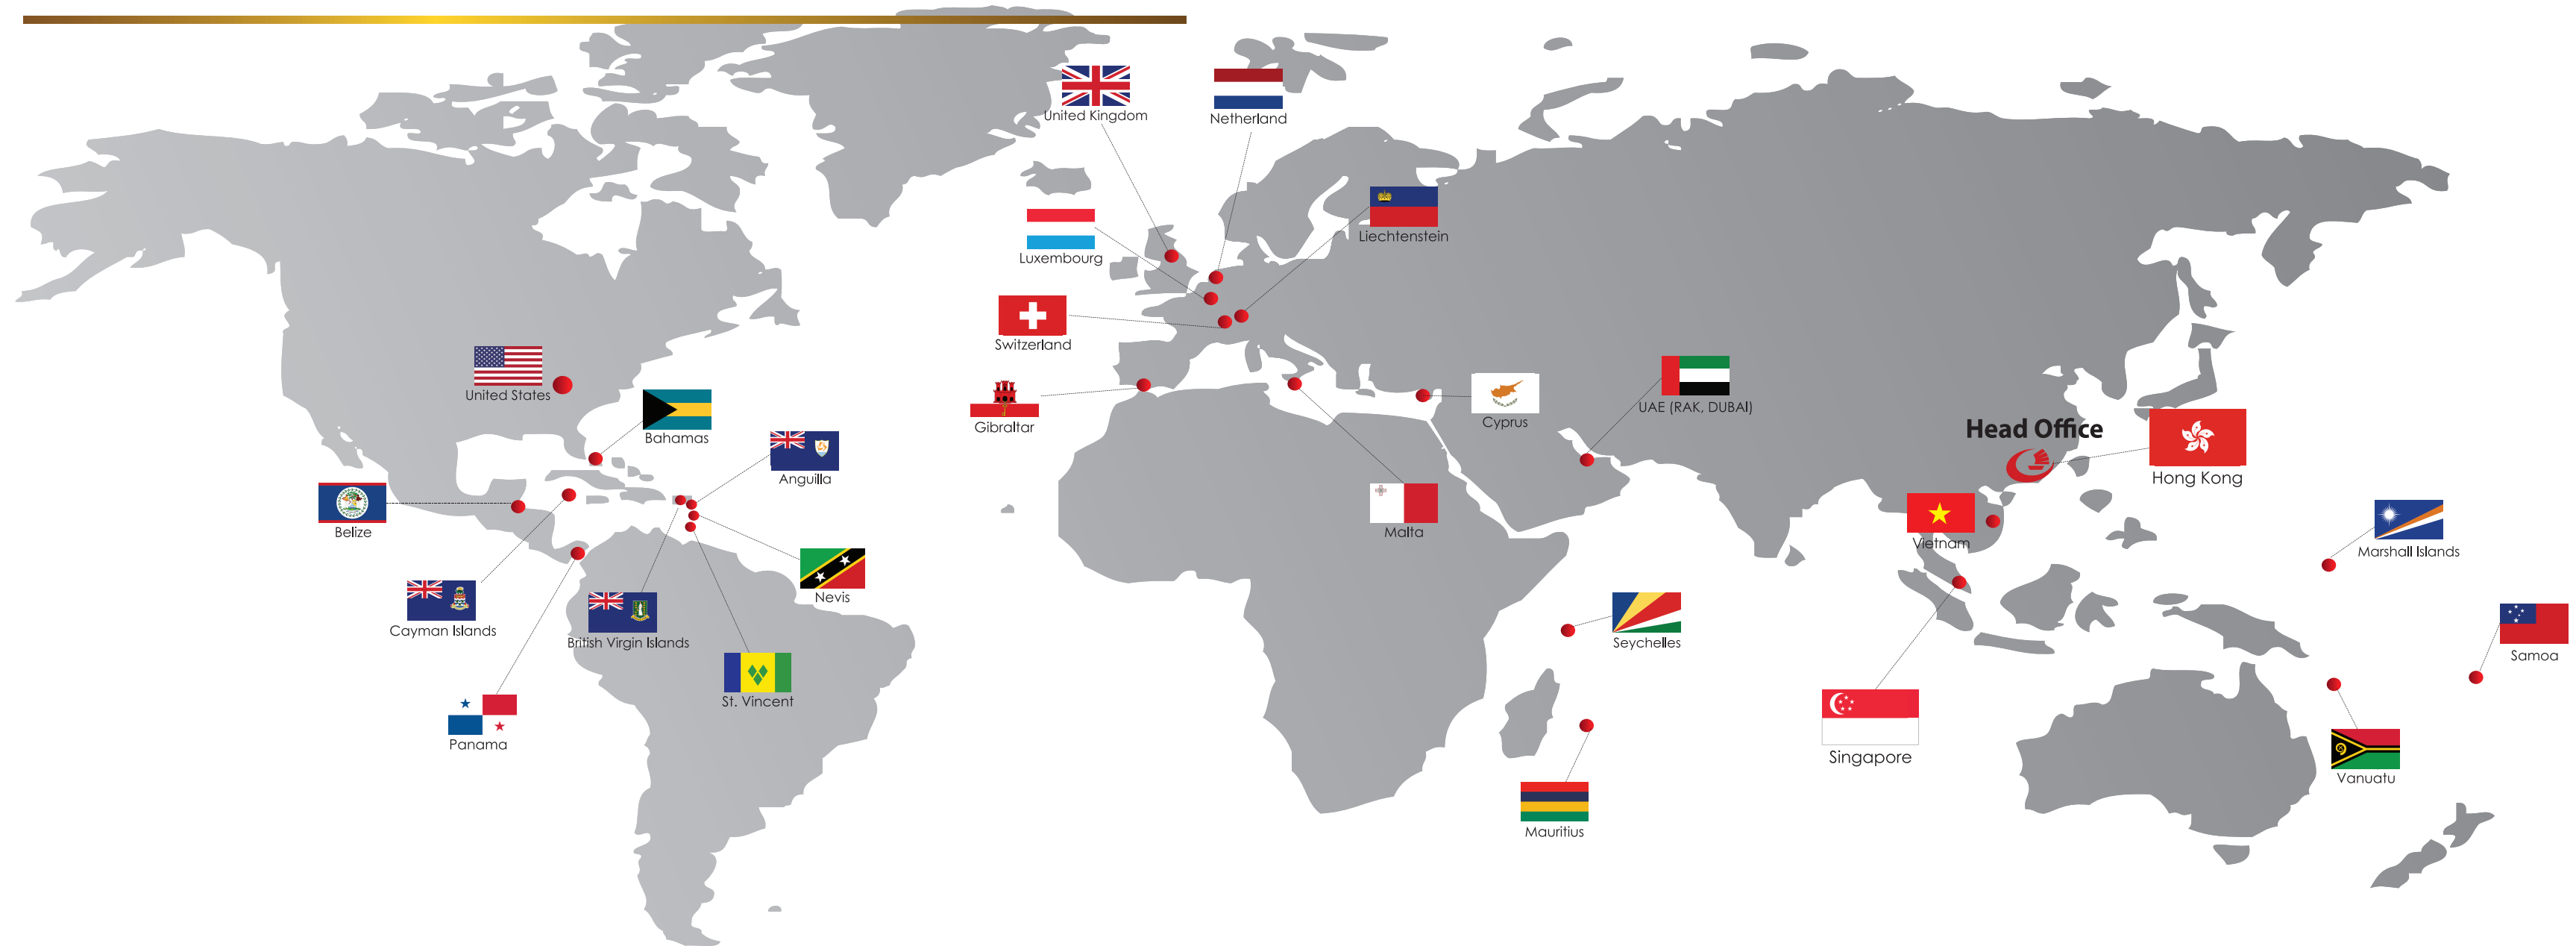 United Kingdom
Netherland
Liechtenstein
Luxembourg
Switzerland
United States
Bahamas
Gibraltar
Cyprus
UAE (RAK, DUBAI)
Head Office
Hong Kong
Anguilla
Belize
Malta
Vietnam
Marshall Islands
Nevis
Cayman Islands
British Virgin Islands
Seychelles
Samoa
St. Vincent
Panama
Singapore
Vanuatu
Mauritius